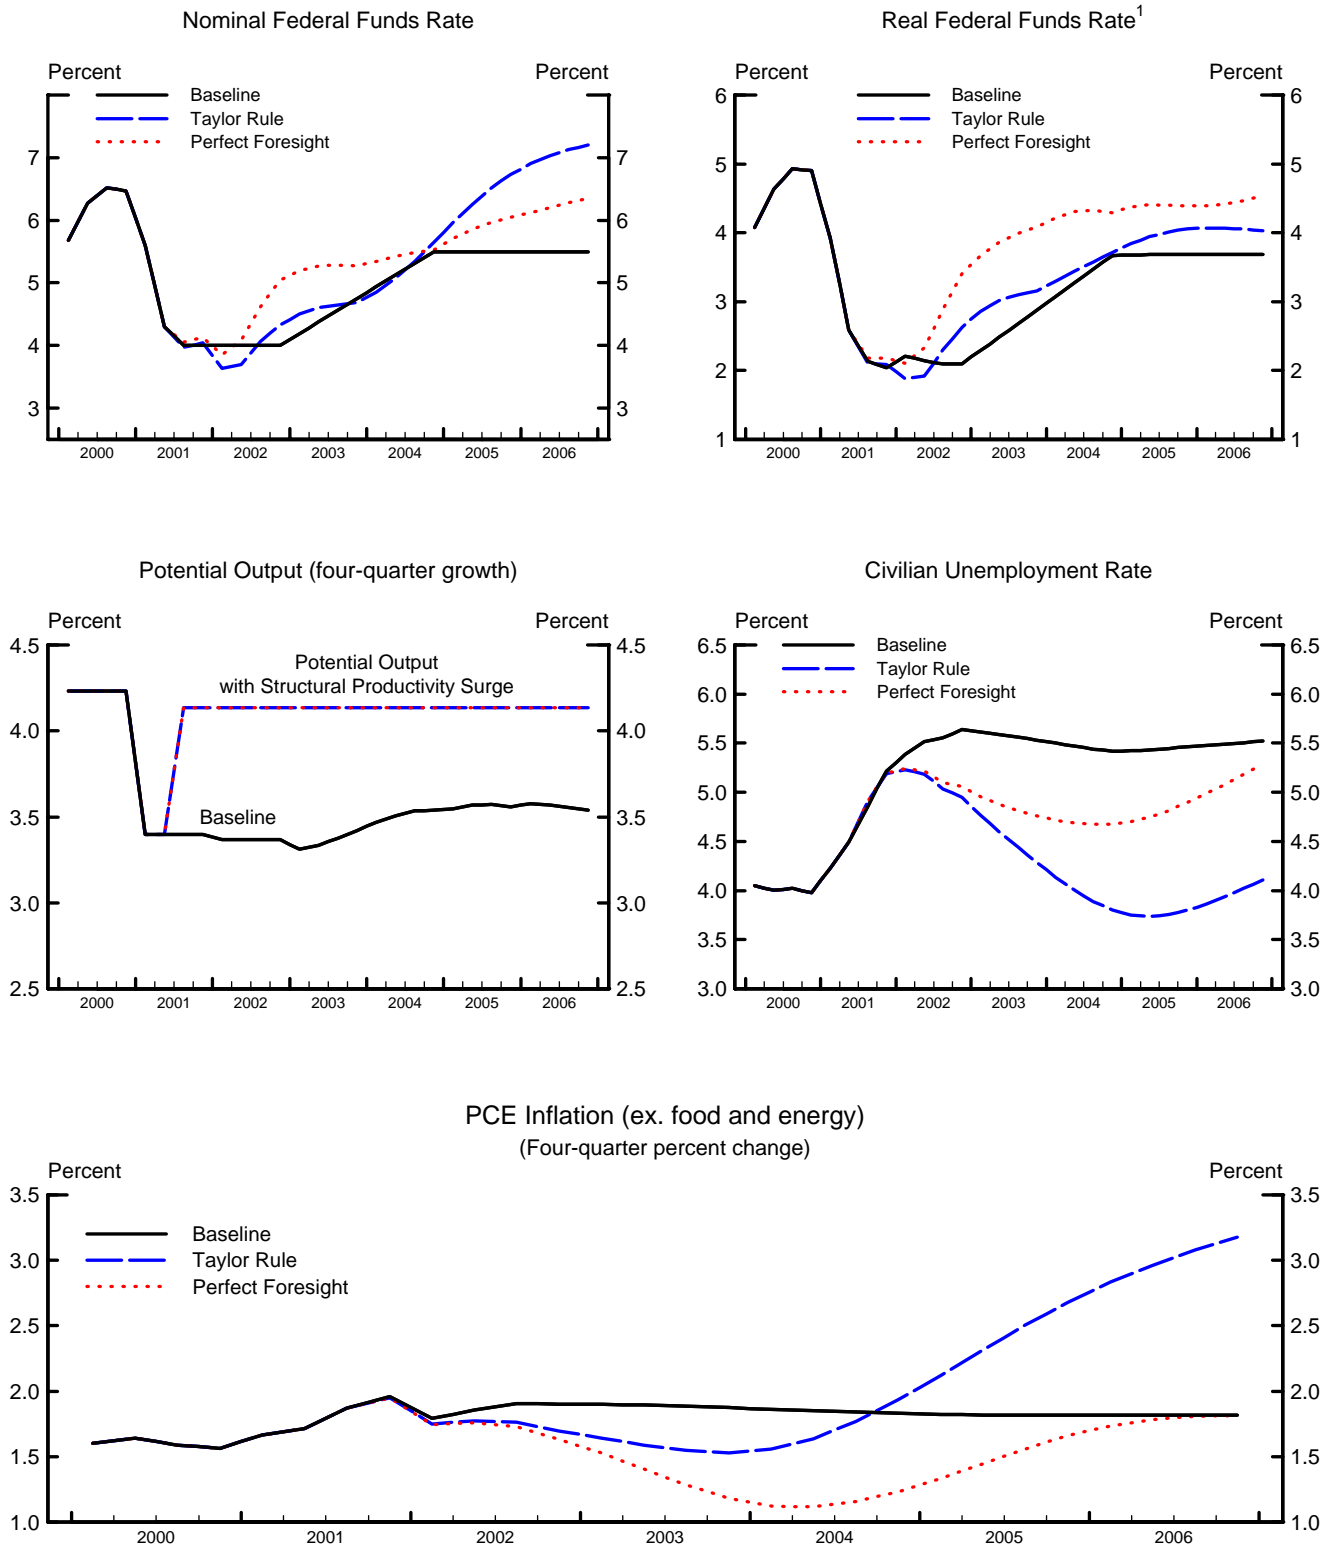 Nominal Federal Funds Rate
Percent Percent
Baseline
Taylor Rule
Perfect Foresight
7 7
6 6
5 5
4 4
3 3
2000 2001 2002 2003 2004 2005 2006
Real Federal Funds Rate1
Percent Percent
6 6
Baseline
Taylor Rule
Perfect Foresight
5 5
4 4
3 3
2 2
1 1
2000 2001 2002 2003 2004 2005 2006
Potential Output (four-quarter growth)
Percent Percent
4.5 4.5
Potential Output
with Structural Productivity Surge
4.0 4.0
Baseline
3.5 3.5
3.0 3.0
2.5 2.5
2000 2001 2002 2003 2004 2005 2006
Civilian Unemployment Rate
Percent Percent
6.5 6.5
Baseline
Taylor Rule
Perfect Foresight
6.0 6.0
5.5 5.5
5.0 5.0
4.5 4.5
4.0 4.0
3.5 3.5
3.0 3.0
2000 2001 2002 2003 2004 2005 2006
PCE Inflation (ex. food and energy)
(Four-quarter percent change)
Percent Percent
3.5 3.5
Baseline
Taylor Rule
Perfect Foresight
3.0 3.0
2.5 2.5
2.0 2.0
1.5 1.5
1.0 1.0
2000 2001 2002 2003 2004 2005 2006